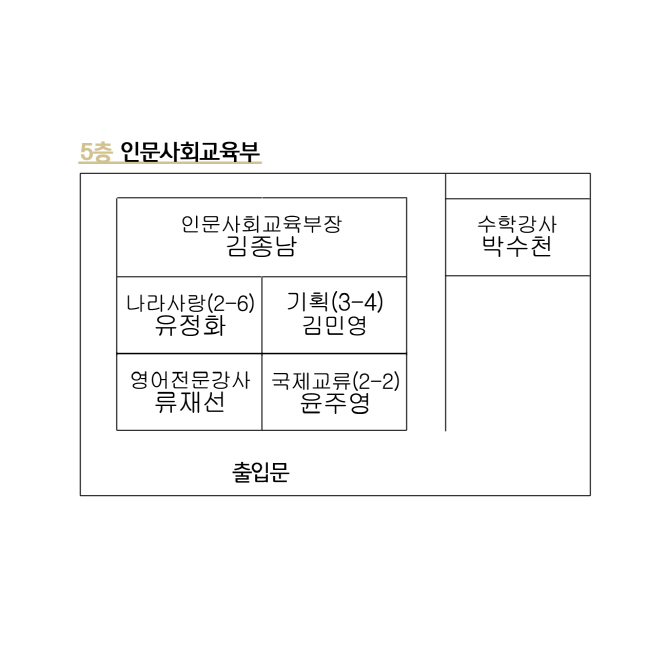 5층 인문사회교육부
인문사회교육부장
김종남
수학강사
박수천
나라사랑(2-6)
유정화
기획(3-4)
김민영
영어전문강사
류재선
국제교류(2-2)
윤주영
출입문